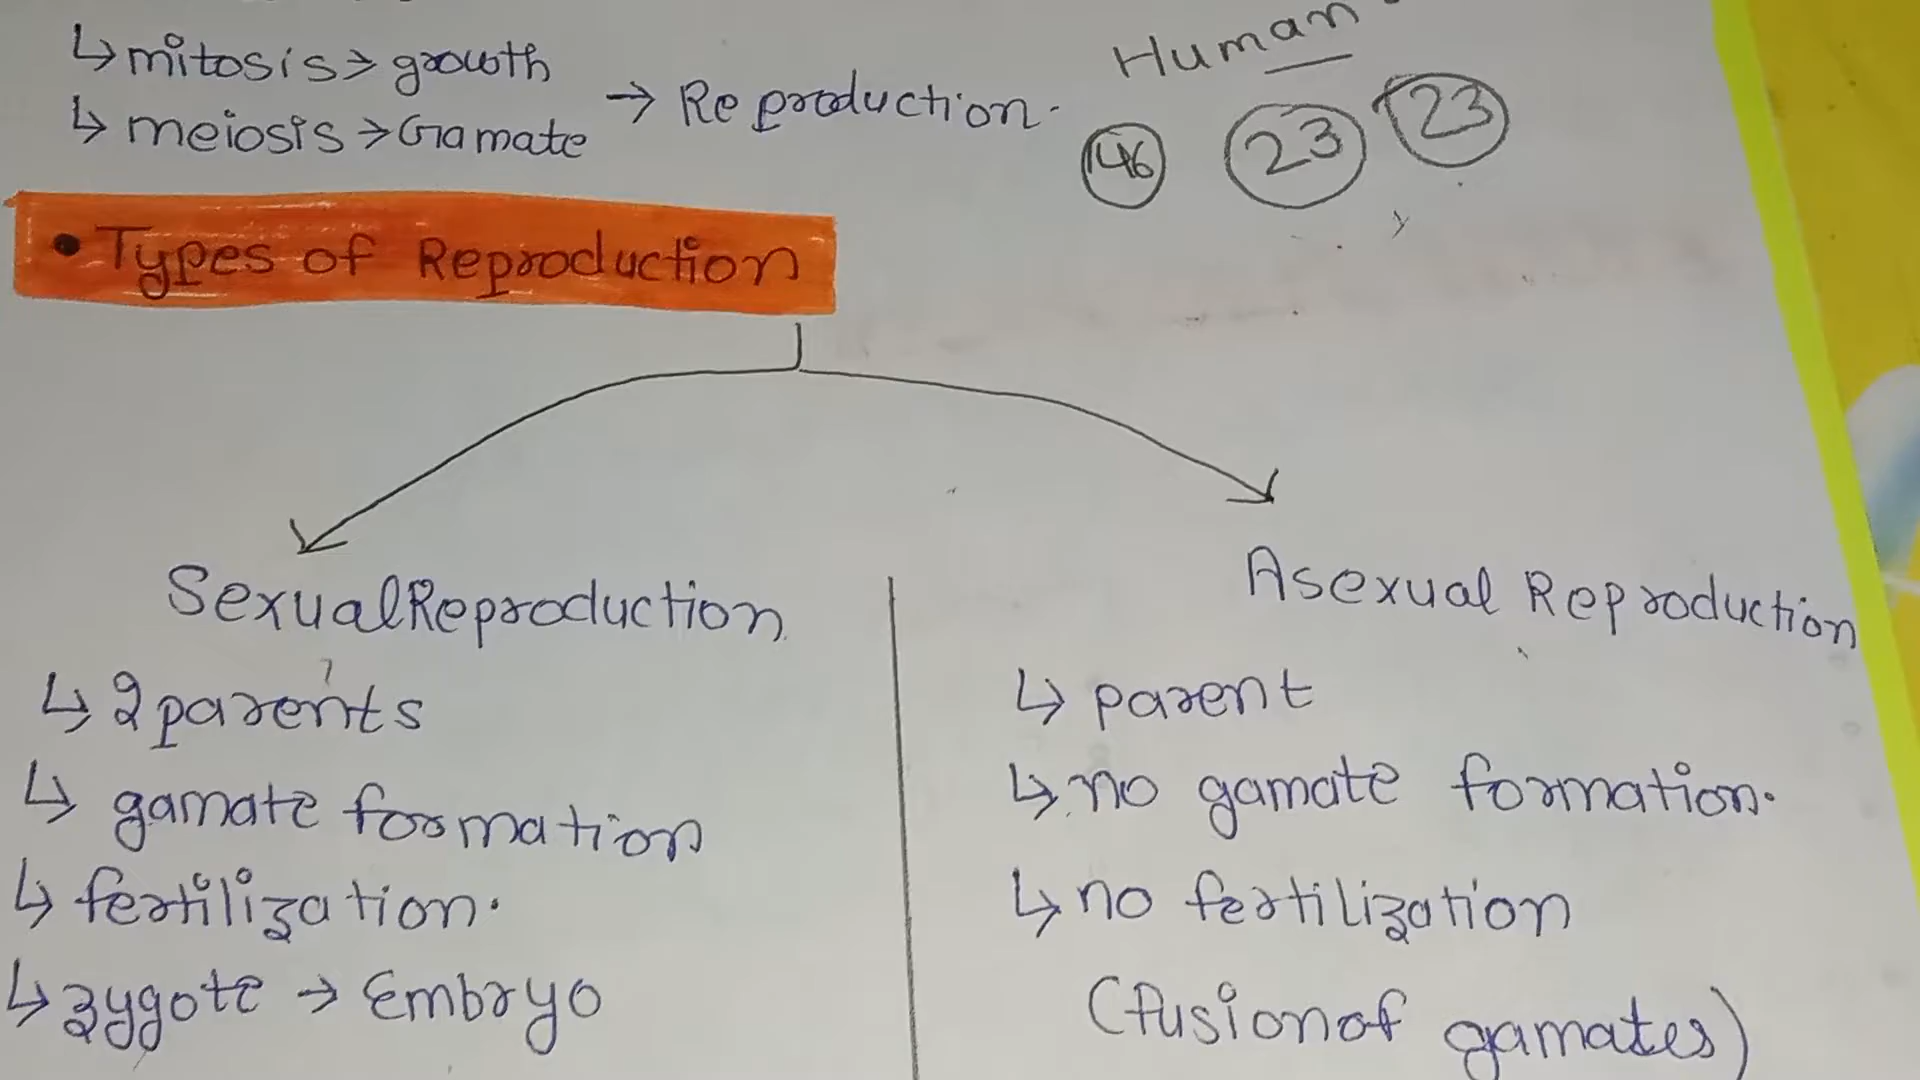 ↳ mitosis > growth
↳ meiosis > Gamate
→ Reproduction.
Human
46 23 23
• Types of Reproduction
Sexual Reproduction
↳ 2 parents
↳ gamate formation
↳ fertilization.
↳ zygote → Embryo
Asexual Reproduction
↳ parent
↳ no gamate formation.
↳ no fertilization
(fusion of gamates)